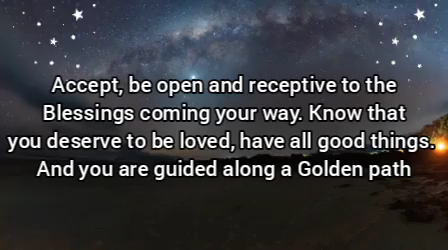 Accept, be open and receptive to the
Blessings coming your way. Know that
you deserve to be loved, have all good things.
And you are guided along a Golden path